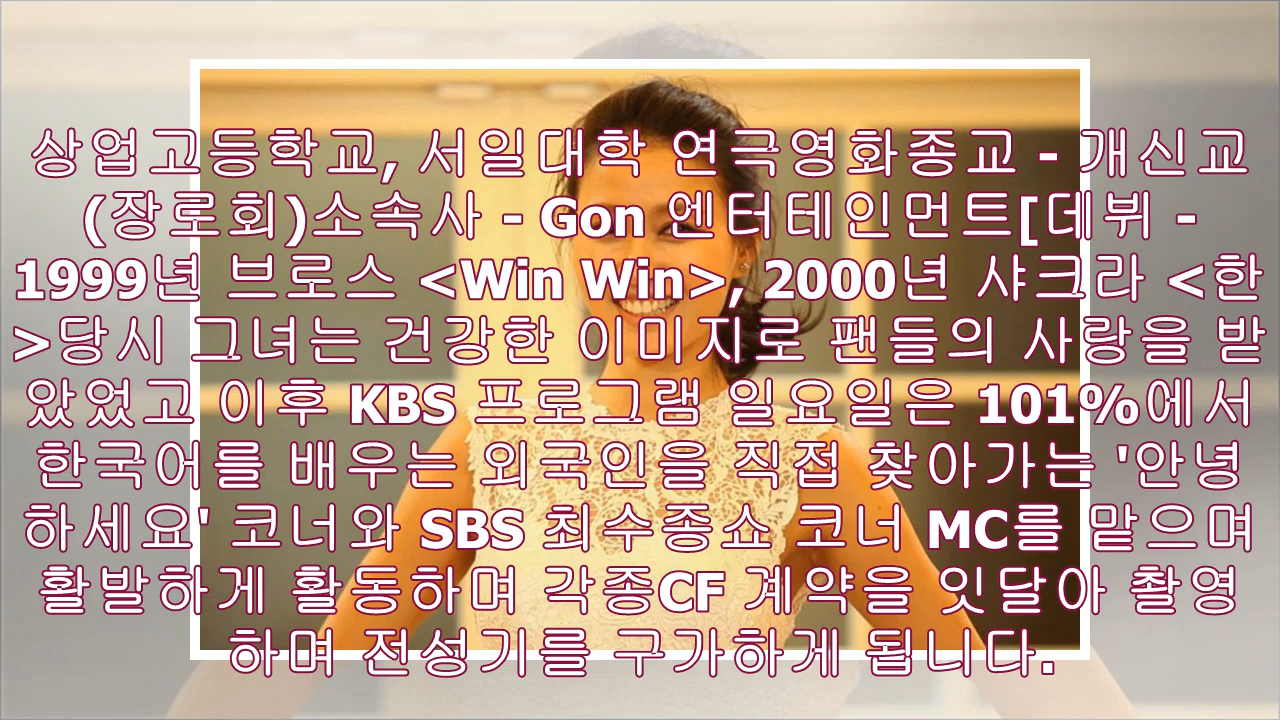 상업고등학교, 서일대학 연극영화종교 - 개신교
(장로회)소속사 - Gon 엔터테인먼트[데뷔 -
1999년 브로스 <Win Win>, 2000년 샤크라 <한
>당시 그녀는 건강한 이미지로 팬들의 사랑을 받
았었고 이후 KBS 프로그램 일요일은 101%에서
한국어를 배우는 외국인을 직접 찾아가는 '안녕
하세요' 코너와 SBS 최수종쇼 코너 MC를 맡으며
활발하게 활동하며 각종CF 계약을 잇달아 촬영
하며 전성기를 구가하게 됩니다.